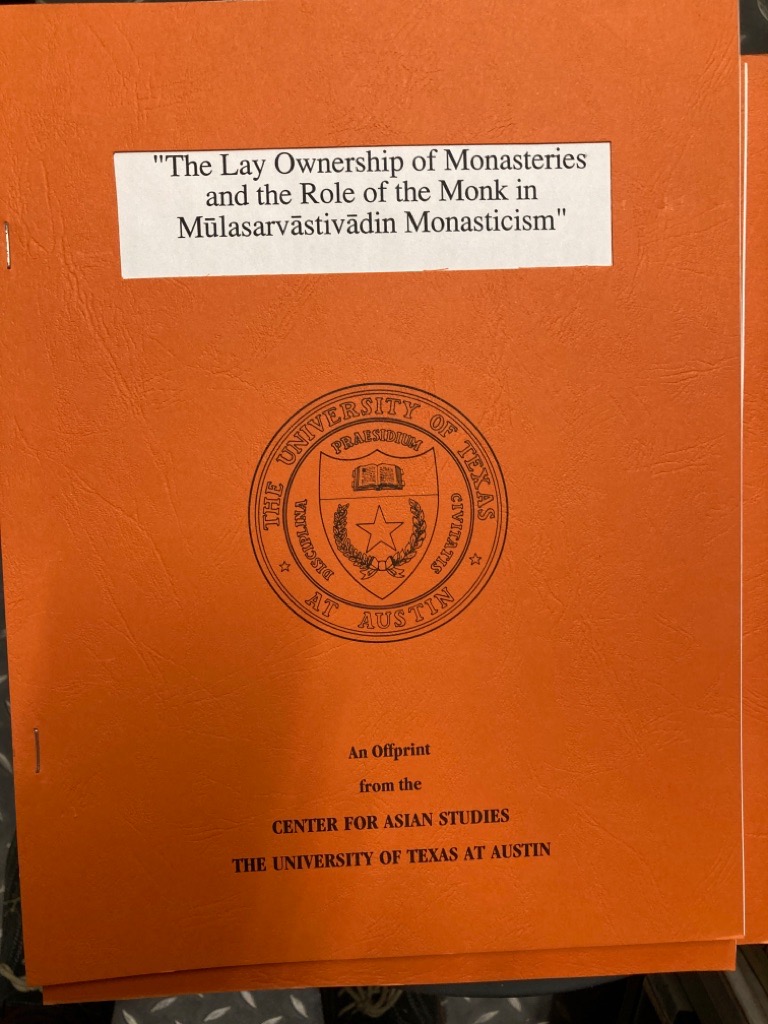 "The Lay Ownership of Monasteries
and the Role of the Monk in
Mūlasarvāstivādin Monasticism"
THE UNIVERSITY OF TEXAS
AT AUSTIN
PRAESIDIUM
DISCIPLINA
CIVITATIS
An Offprint
from the
CENTER FOR ASIAN STUDIES
THE UNIVERSITY OF TEXAS AT AUSTIN